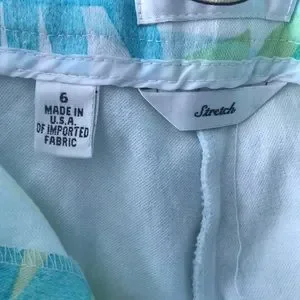 6
MADE IN
U.S.A.
OF IMPORTED
FABRIC
Stretch